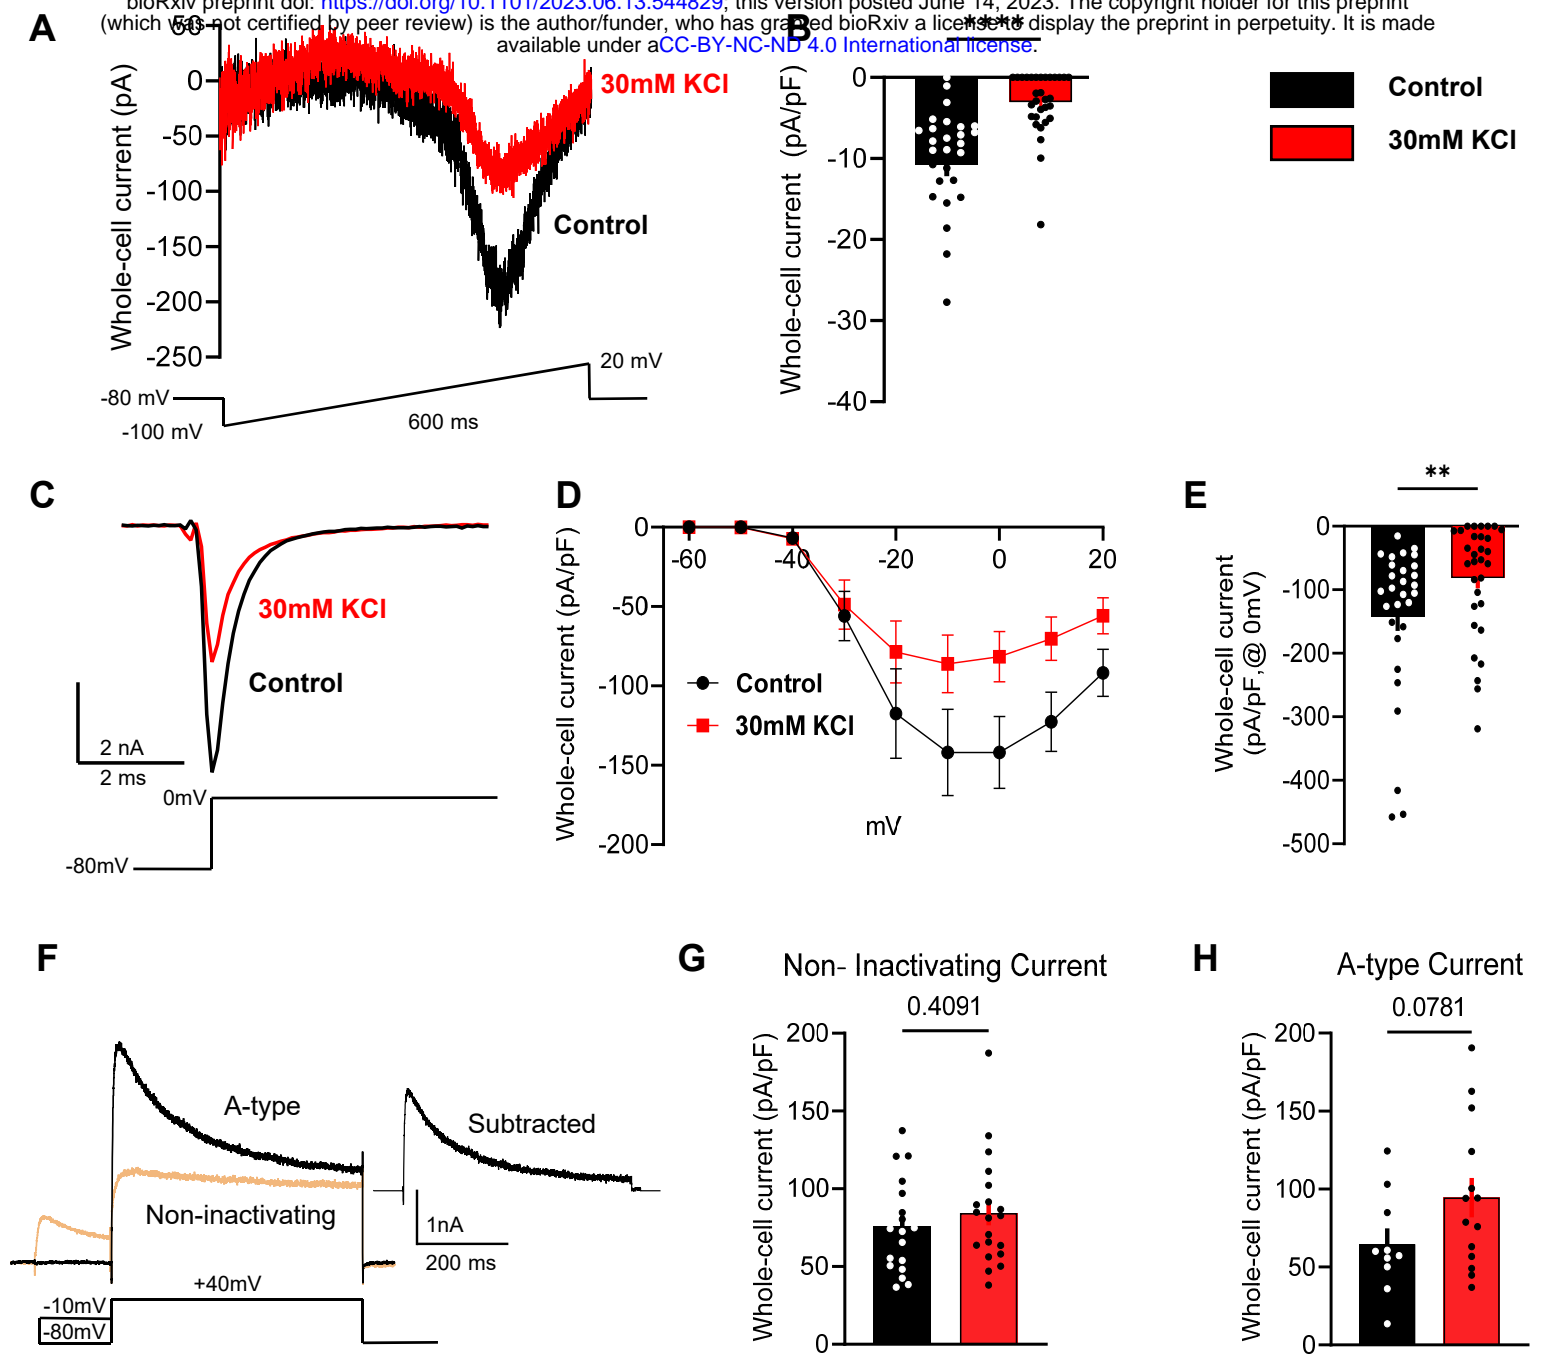 bioRxiv preprint doi: https://doi.org/10.1101/2023.06.13.544829; this version posted June 14, 2023. The copyright holder for this preprint
(which was not certified by peer review) is the author/funder, who has granted bioRxiv a license to display the preprint in perpetuity. It is made
available under aCC-BY-NC-ND 4.0 International license.
A
Whole-cell current (pA)
50
0
-50
-100
-150
-200
-250
30mM KCl
Control
20 mV
-80 mV
-100 mV
600 ms
B
****
Whole-cell current (pA/pF)
0
-10
-20
-30
-40
Control
30mM KCl
C
30mM KCl
Control
2 nA
2 ms
0mV
-80mV
D
Whole-cell current (pA/pF)
0
-50
-100
-150
-200
-60
-40
-20
0
20
Control
30mM KCl
mV
E
**
Whole-cell current
(pA/pF,@ 0mV)
0
-100
-200
-300
-400
-500
F
A-type
Non-inactivating
Subtracted
1nA
200 ms
+40mV
-10mV
-80mV
G
Non- Inactivating Current
0.4091
Whole-cell current (pA/pF)
200
150
100
50
0
H
A-type Current
0.0781
Whole-cell current (pA/pF)
200
150
100
50
0